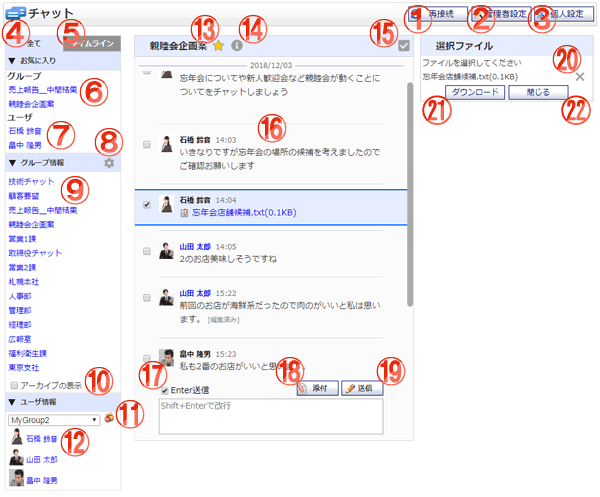 チャット
① 再接続 ② 管理者設定 ③ 個人設定
④ 全て ⑤ タイムライン
▼ お気に入り
グループ
売上報告__中間結果 ⑥
親睦会企画案
ユーザ
石橋 鈴音 ⑦
畠中 隆男 ⑧
▼ グループ情報
技術チャット
顧客要望 ⑨
売上報告__中間結果
親睦会企画案
営業1課
取締役チャット
営業2課
札幌本社
人事部
管理部
経理部
広報室
福利衛生課
東京支社
アーカイブの表示 ⑩
▼ ユーザ情報
MyGroup2 ⑪
石橋 鈴音 ⑫
山田 太郎
畠中 隆男
親睦会企画案 ⑬ ⑭ ⑮
2018/12/03
忘年会についてや新人歓迎会など親睦会が動くことに
ついてをチャットしましょう
石橋 鈴音 14:03 ⑯
いきなりですが忘年会の場所の候補を考えましたので
ご確認お願いします
石橋 鈴音 14:04
忘年会店舗候補.txt(0.1KB)
山田 太郎 14:05
2のお店美味しそうですね
山田 太郎 15:22
前回のお店が海鮮系だったので肉のがいいと私は思い
ます。 [編集済み]
畠中 隆男 15:23
私も2番のお店がいいと思
⑰ Enter送信 ⑱ 添付 ⑲ 送信
Shift+Enterで改行
選択ファイル
ファイルを選択してください ⑳
忘年会店舗候補.txt(0.1KB)
ダウンロード 閉じる
㉑ ㉒